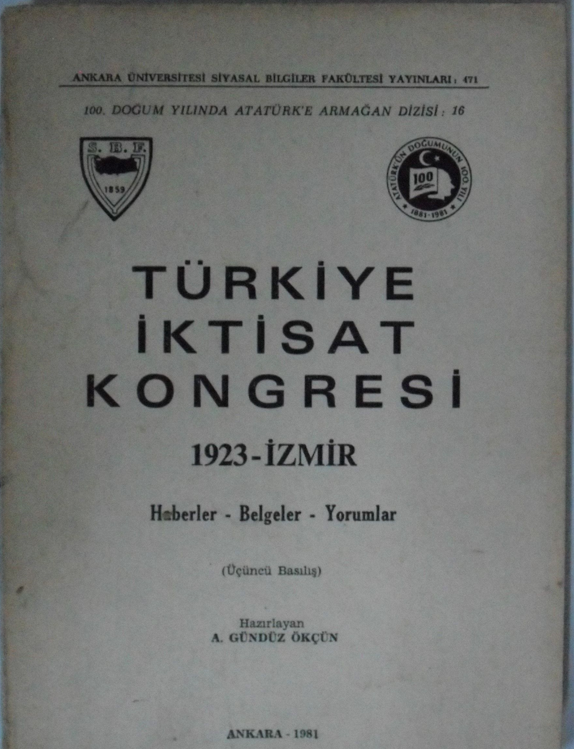 ANKARA ÜNİVERSİTESİ SİYASAL BİLGİLER FAKÜLTESİ YAYINLARI: 471
100. DOĞUM YILINDA ATATÜRK'E ARMAĞAN DİZİSİ: 16
S. B. F.
1859
ATATÜRK'ÜN DOĞUMUNUN 100. YILI
100
1881-1981
TÜRKİYE
İKTİSAT
KONGRESİ
1923-İZMİR
Haberler - Belgeler - Yorumlar
(Üçüncü Basılış)
Hazırlayan
A. GÜNDÜZ ÖKÇÜN
ANKARA - 1981